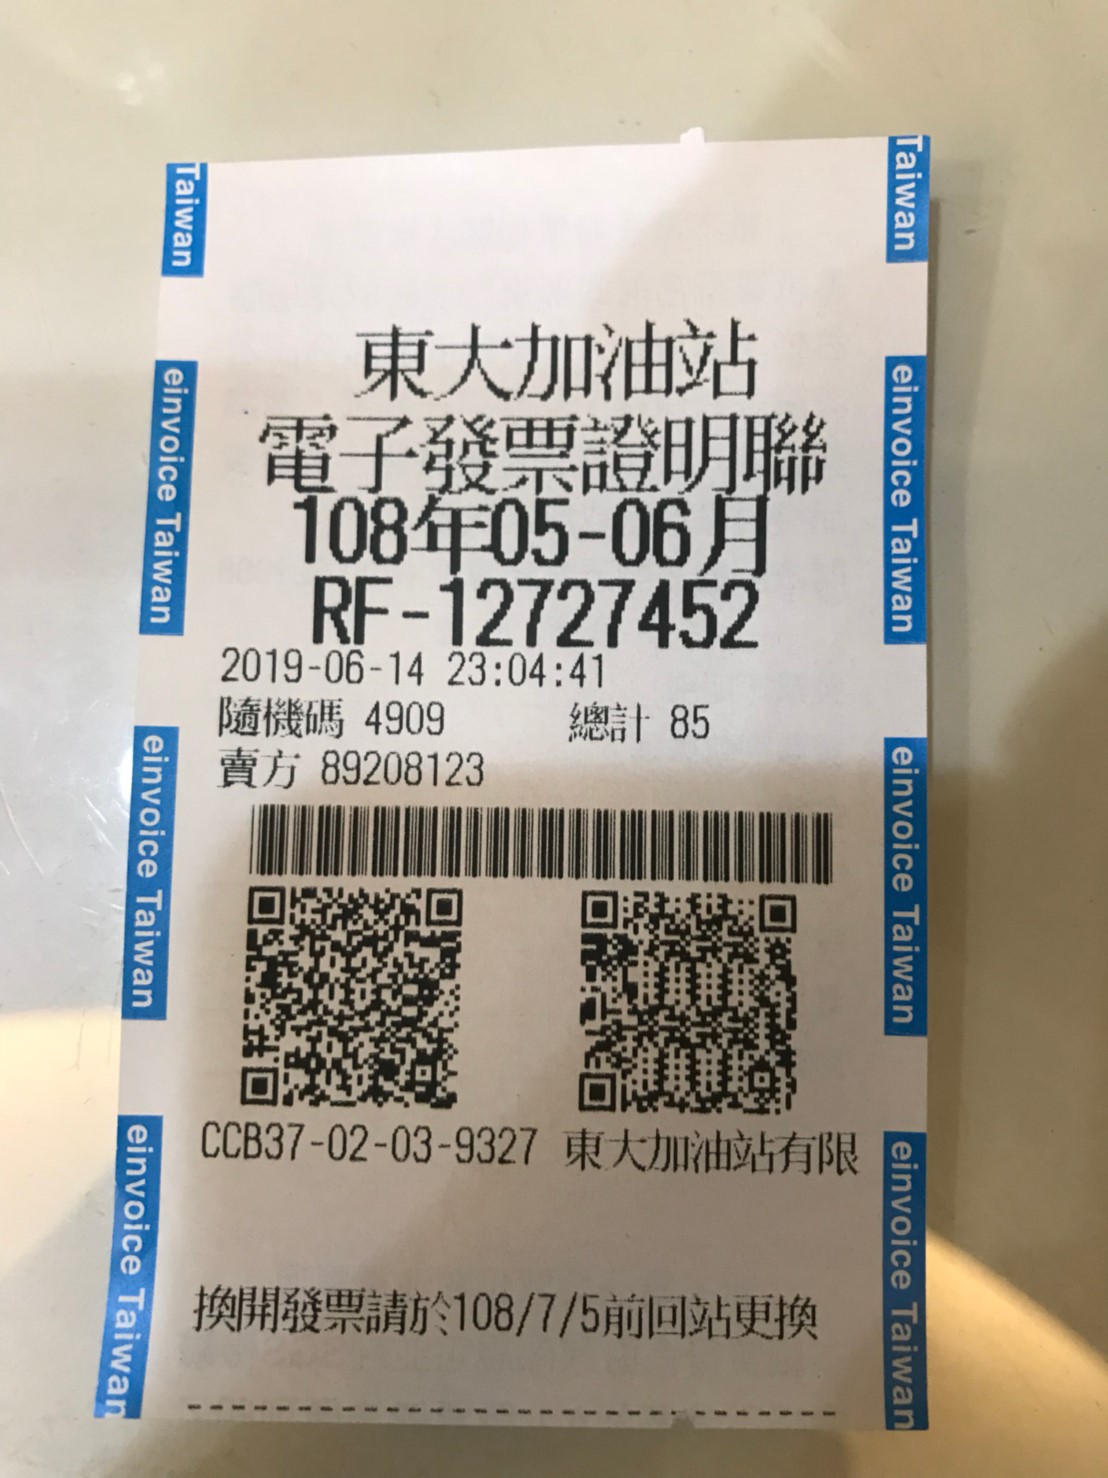 東大加油站
電子發票證明聯
108年05-06月
RF-12727452
2019-06-14 23:04:41
隨機碼 4909 總計 85
賣方 89208123
CCB37-02-03-9327 東大加油站有限
換開發票請於108/7/5前回站更換
Taiwan
einvoice Taiwan
einvoice Taiwan
einvoice Taiwan
Taiwan
einvoice Taiwan
einvoice Taiwan
einvoice Taiwan